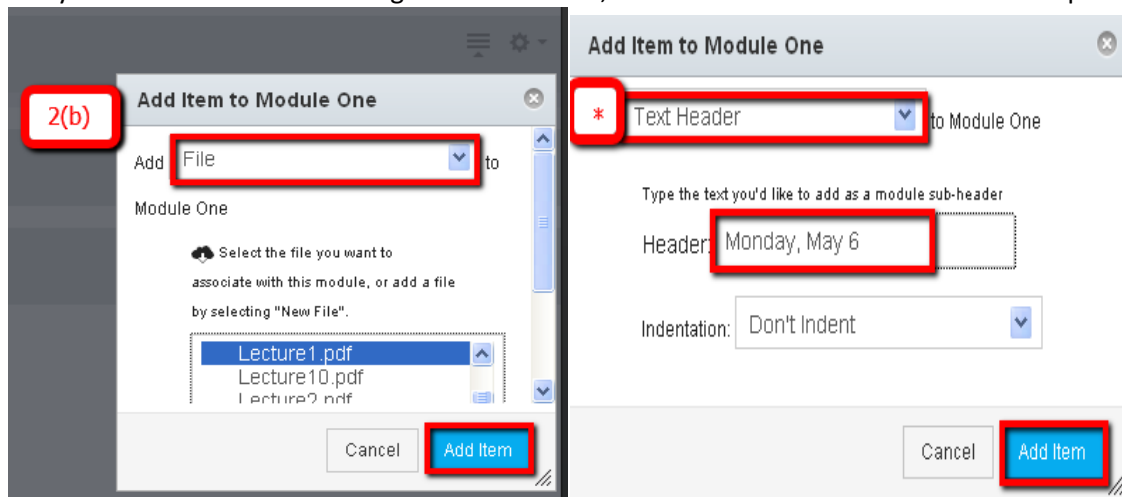 Add Item to Module One
2(b)
Add File to
Module One
Select the file you want to
associate with this module, or add a file
by selecting "New File".
Lecture1.pdf
Lecture10.pdf
Lecture2.pdf
Cancel Add Item
Add Item to Module One
* Text Header to Module One
Type the text you'd like to add as a module sub-header
Header: Monday, May 6
Indentation: Don't Indent
Cancel Add Item